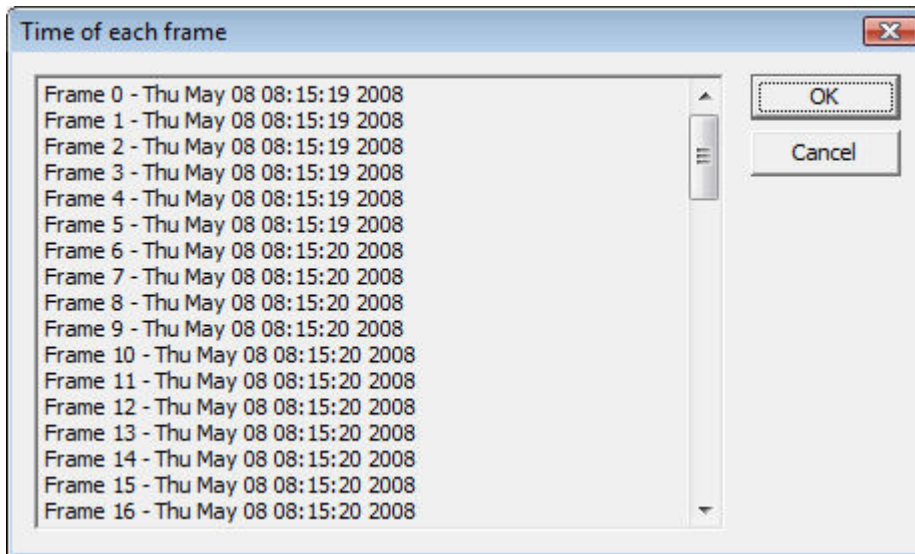 Time of each frame
Frame 0 - Thu May 08 08:15:19 2008
Frame 1 - Thu May 08 08:15:19 2008
Frame 2 - Thu May 08 08:15:19 2008
Frame 3 - Thu May 08 08:15:19 2008
Frame 4 - Thu May 08 08:15:19 2008
Frame 5 - Thu May 08 08:15:19 2008
Frame 6 - Thu May 08 08:15:20 2008
Frame 7 - Thu May 08 08:15:20 2008
Frame 8 - Thu May 08 08:15:20 2008
Frame 9 - Thu May 08 08:15:20 2008
Frame 10 - Thu May 08 08:15:20 2008
Frame 11 - Thu May 08 08:15:20 2008
Frame 12 - Thu May 08 08:15:20 2008
Frame 13 - Thu May 08 08:15:20 2008
Frame 14 - Thu May 08 08:15:20 2008
Frame 15 - Thu May 08 08:15:20 2008
Frame 16 - Thu May 08 08:15:20 2008
OK
Cancel